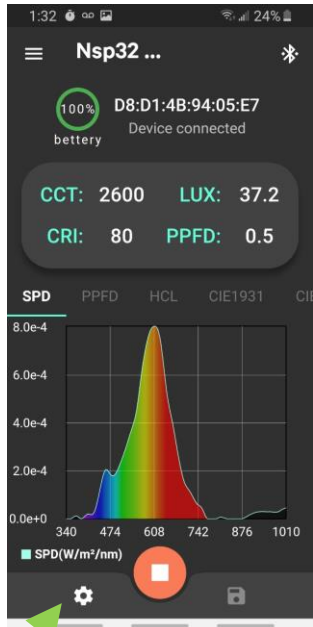 1:32 24%
Nsp32 ...
100% D8:D1:4B:94:05:E7
bettery Device connected
CCT: 2600 LUX: 37.2
CRI: 80 PPFD: 0.5
SPD PPFD HCL CIE1931 CIE
8.0e-4
6.0e-4
4.0e-4
2.0e-4
0.0e+0
340 474 608 742 876 1010
SPD(W/m²/nm)